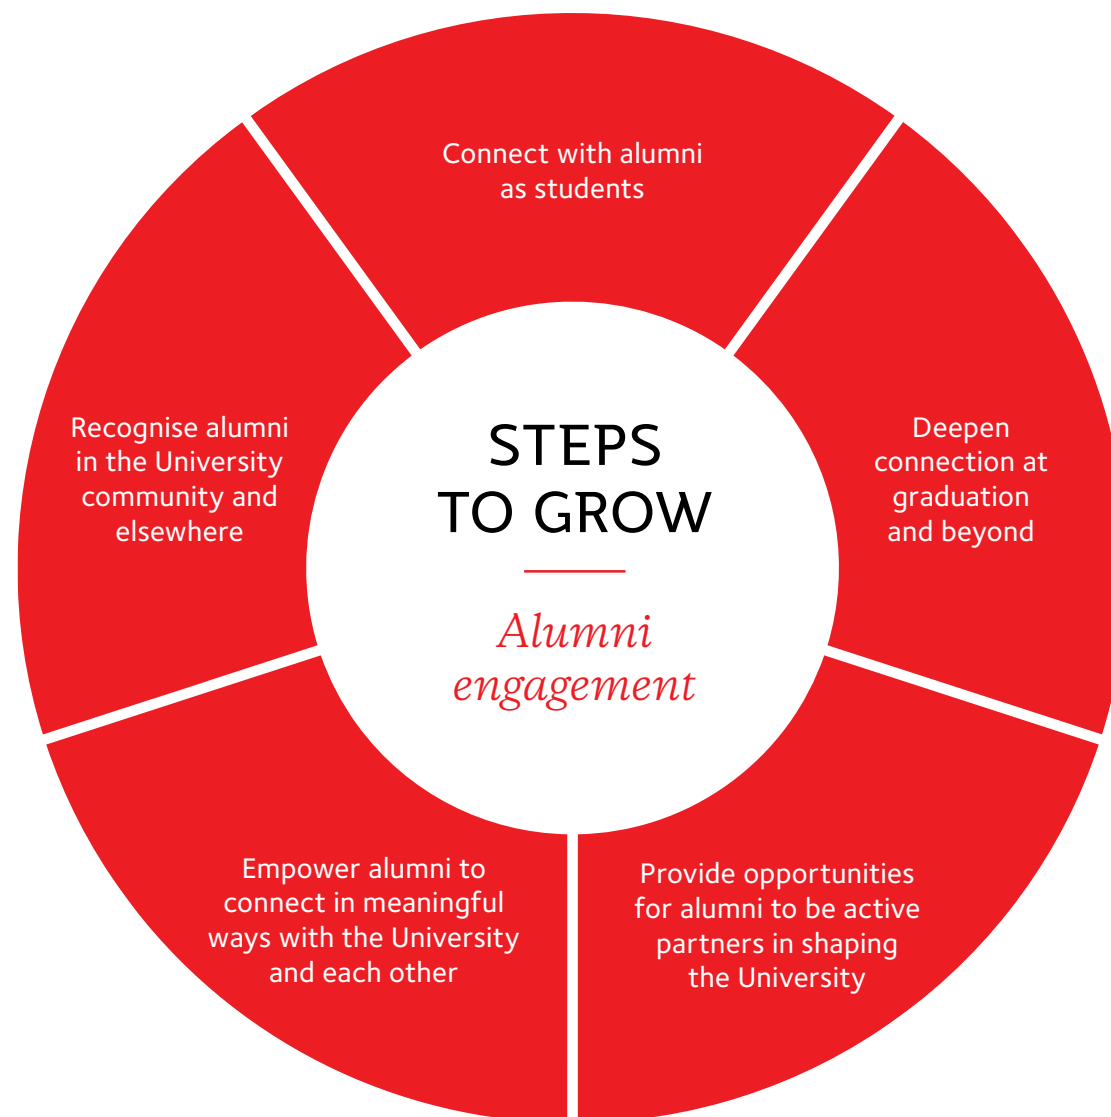 Connect with alumni
as students
Deepen
connection at
graduation
and beyond
Provide opportunities
for alumni to be active
partners in shaping
the University
Empower alumni to
connect in meaningful
ways with the University
and each other
Recognise alumni
in the University
community and
elsewhere
STEPS
TO GROW
Alumni
engagement